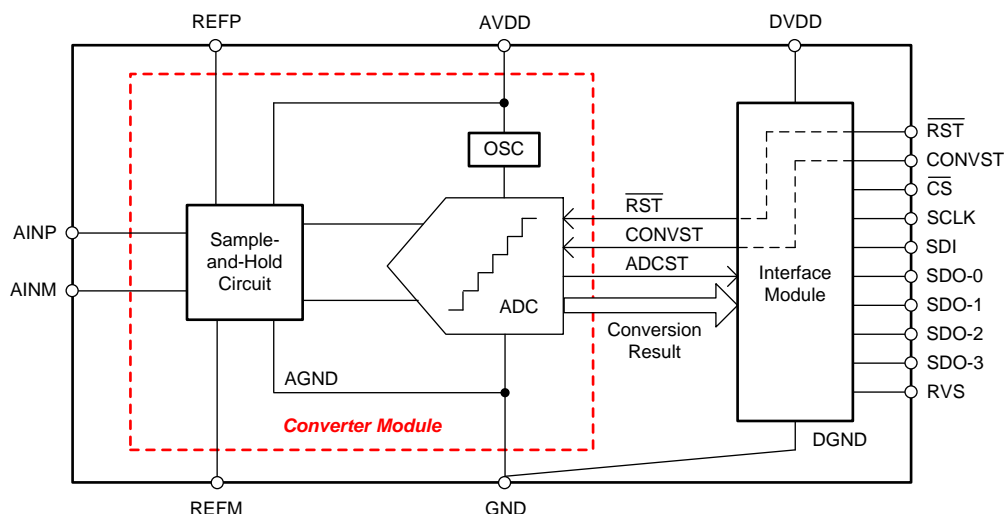 REFP
AVDD
DVDD
RST
CONVST
CS
SCLK
SDI
SDO-0
SDO-1
SDO-2
SDO-3
RVS
OSC
AINP
AINM
Sample-
and-Hold
Circuit
ADC
RST
CONVST
ADCST
Conversion
Result
Interface
Module
AGND
Converter Module
DGND
REFM
GND